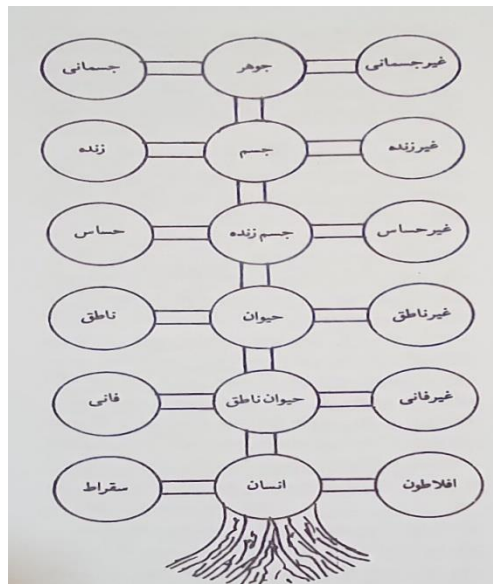 غیرجسمانی جوهر جسمانی
غیرزنده جسم زنده
غیرحساس جسم زنده حساس
غیرناطق حیوان ناطق
غیرفانی حیوان ناطق فانی
افلاطون انسان سقراط